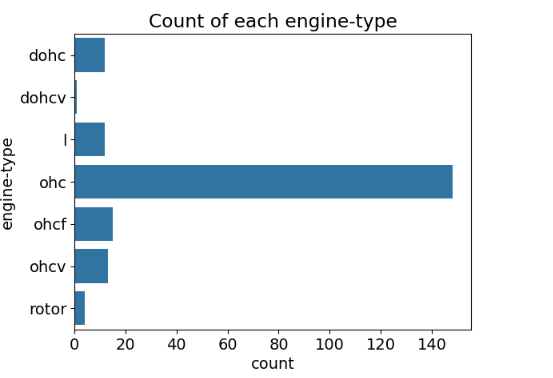 Count of each engine-type
dohc
dohcv
l
ohc
ohcf
ohcv
rotor
engine-type
0 20 40 60 80 100 120 140
count